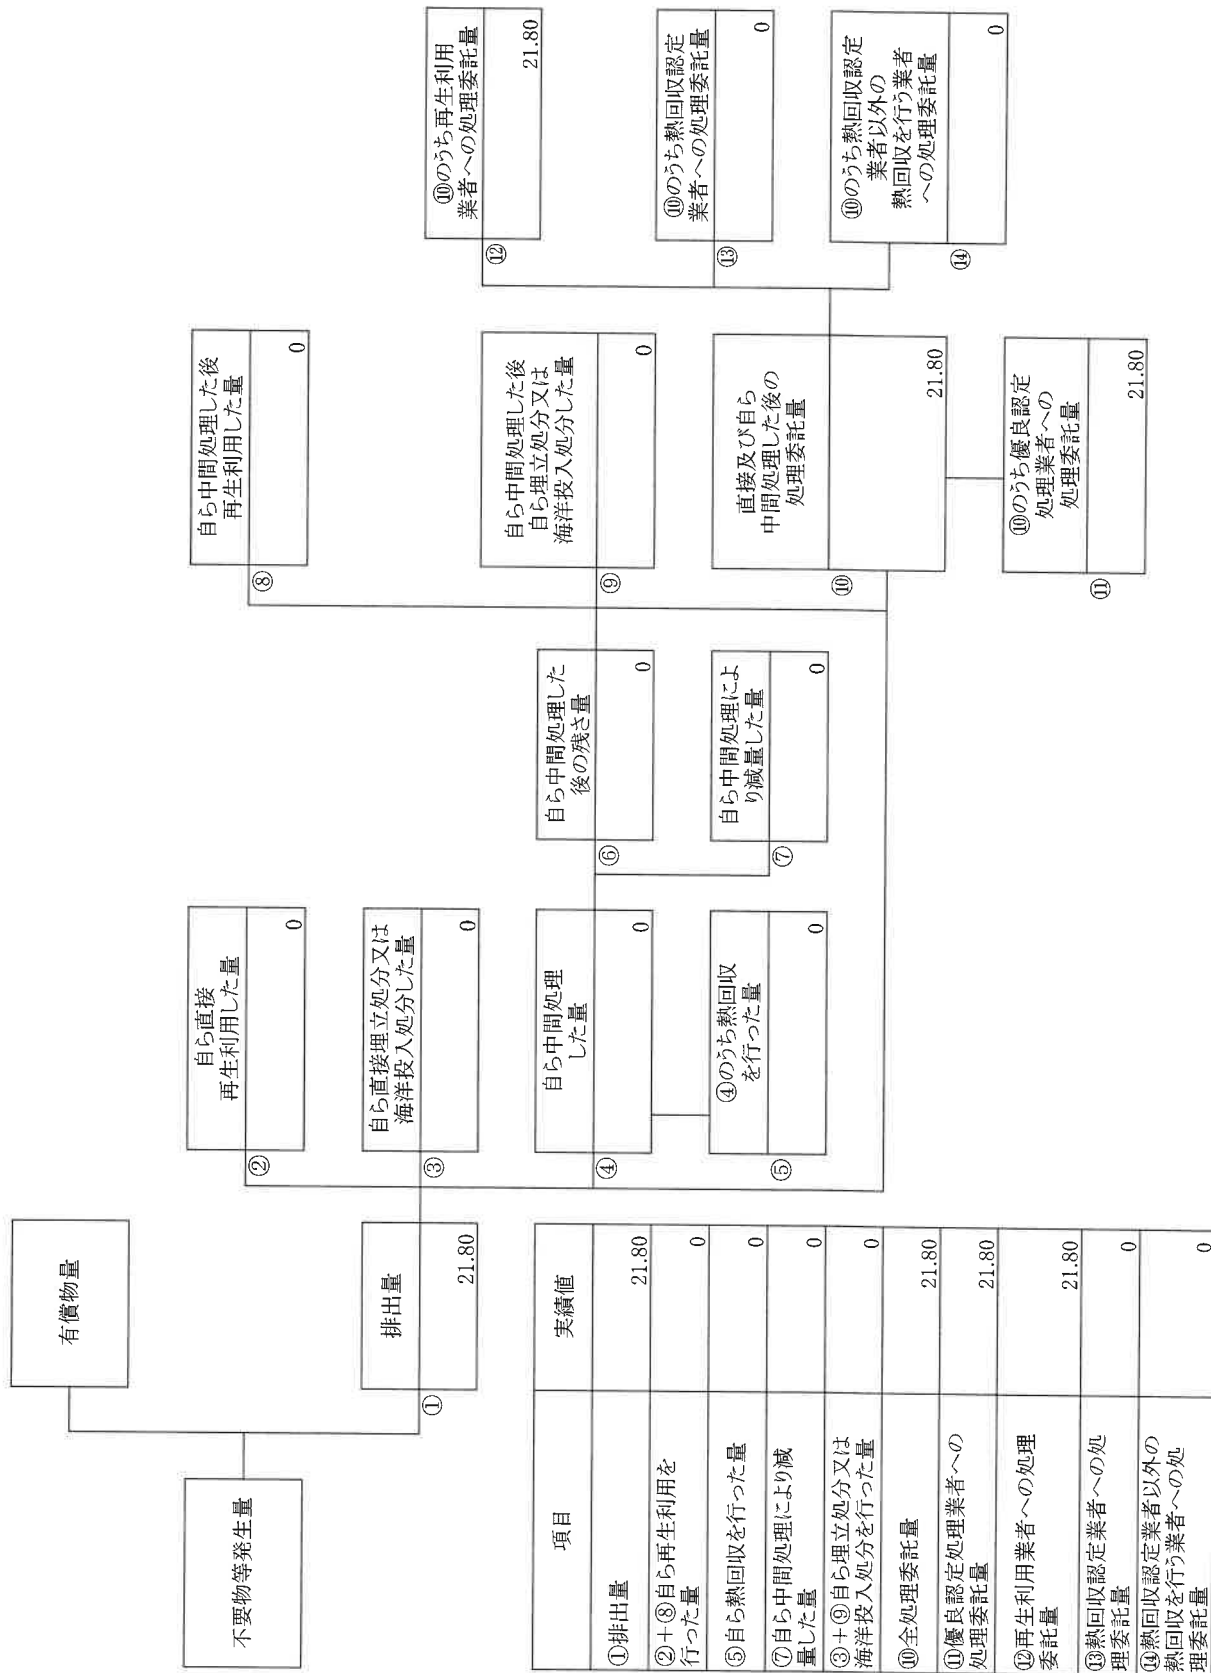 不要物等発生量
有償物量
①
排出量
21.80
②
自ら直接
再生利用した量
0
③
自ら直接埋立処分又は
海洋投入処分した量
0
④
自ら中間処理
した量
0
⑤
④のうち熱回収
を行った量
0
⑥
自ら中間処理した
後の残さ量
0
⑦
自ら中間処理によ
り減量した量
0
⑧
自ら中間処理した後
再生利用した量
0
⑨
自ら中間処理した後
自ら埋立処分又は
海洋投入処分した量
0
⑩
直接及び自ら
中間処理した後の
処理委託量
21.80
⑪
⑩のうち優良認定
処理業者への
処理委託量
21.80
⑫
⑩のうち再生利用
業者への処理委託量
21.80
⑬
⑩のうち熱回収認定
業者への処理委託量
0
⑭
⑩のうち熱回収認定
業者以外の
熱回収を行う業者
への処理委託量
0
項目
実績値
①排出量
21.80
②+⑧自ら再生利用を
行った量
0
⑤自ら熱回収を行った量
0
⑦自ら中間処理により減
量した量
0
③+⑨自ら埋立処分又は
海洋投入処分を行った量
0
⑩全処理委託量
21.80
⑪優良認定処理業者への
処理委託量
21.80
⑫再生利用業者への処理
委託量
21.80
⑬熱回収認定業者への処
理委託量
0
⑭熱回収認定業者以外の
熱回収を行う業者への処
理委託量
0